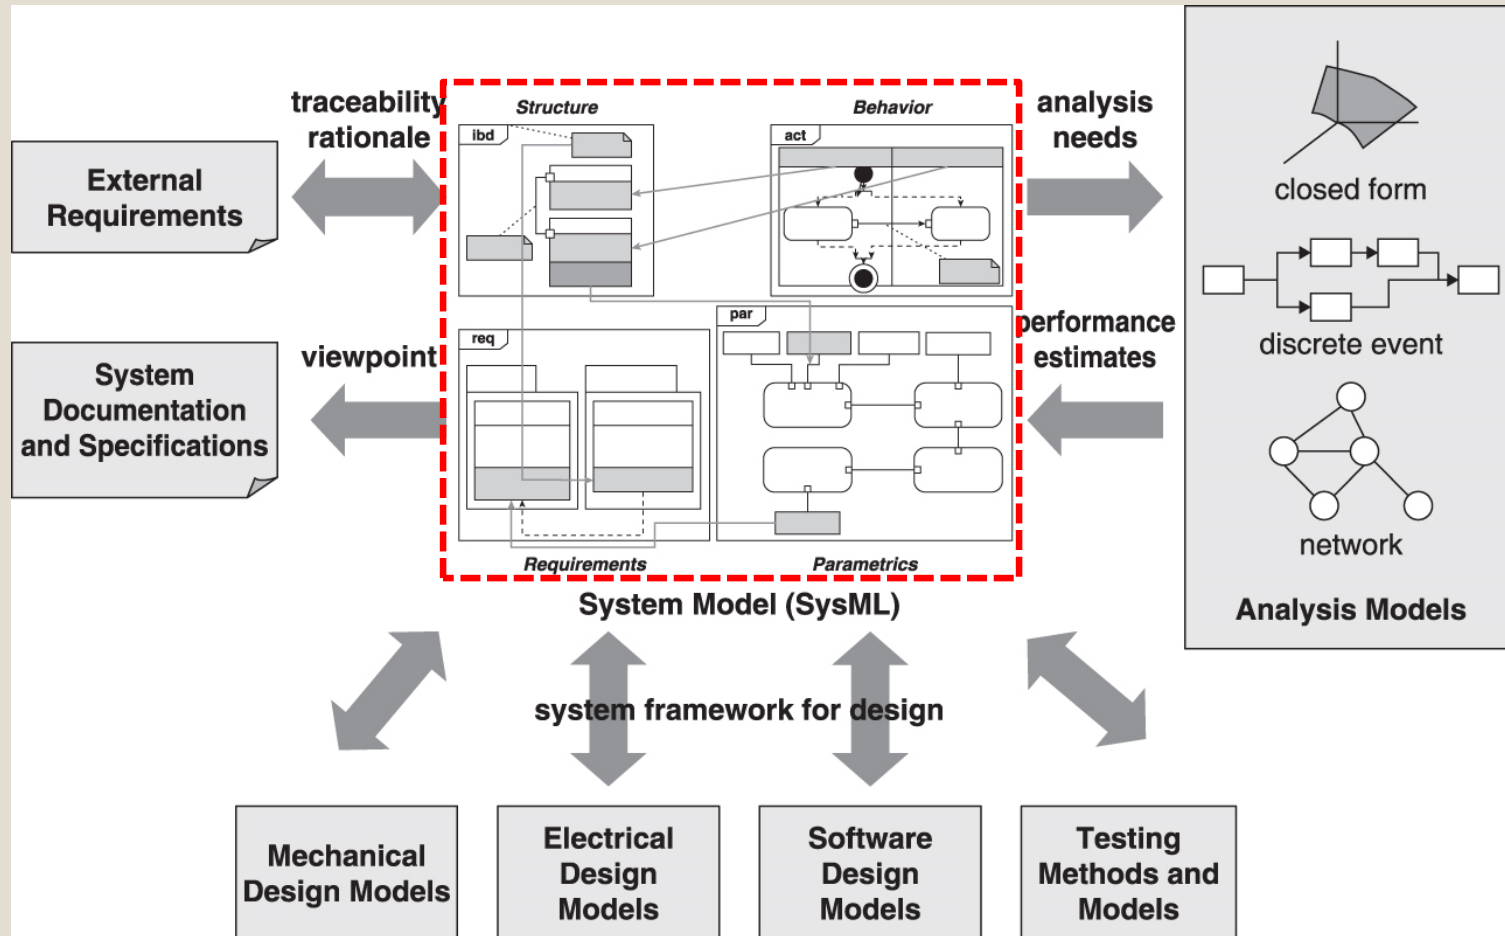 traceability
rationale
External
Requirements
System
Documentation
and Specifications
viewpoint
Structure
ibd
Behavior
act
req
par
Requirements
Parametrics
System Model (SysML)
analysis
needs
performance
estimates
closed form
discrete event
network
Analysis Models
system framework for design
Mechanical
Design Models
Electrical
Design
Models
Software
Design
Models
Testing
Methods and
Models